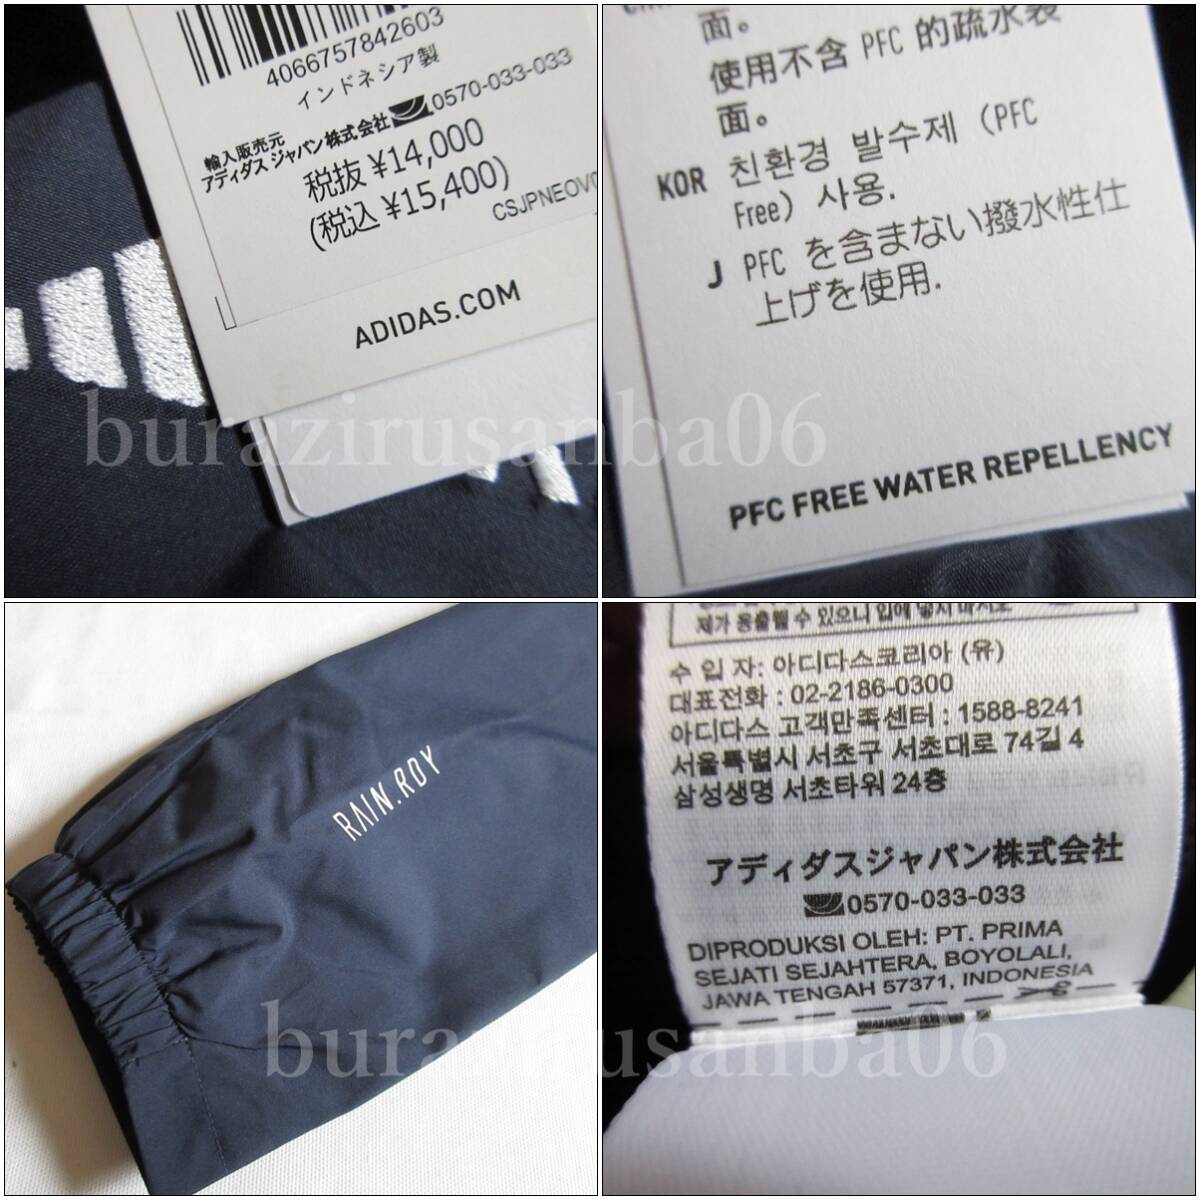 4066757842603
インドネシア製
輸入販売元
アディダス ジャパン株式会社 0570-033-033
税抜 ¥14,000
(税込 ¥15,400)
CSJPNEOV
ADIDAS.COM
面。
使用不含 PFC 的疏水表
面。
KOR 친환경 발수제 (PFC
Free) 사용.
J PFC を含まない撥水性仕
上げを使用.
PFC FREE WATER REPELLENCY
burazirusanba06
RAIN.RDY
수 입 자: 아디다스코리아 (유)
대표전화 : 02-2186-0300
아디다스 고객만족센터 : 1588-8241
서울특별시 서초구 서초대로 74길 4
삼성생명 서초타워 24층
アディダスジャパン株式会社
0570-033-033
DIPRODUKSI OLEH: PT. PRIMA
SEJATI SEJAHTERA, BOYOLALI,
JAWA TENGAH 57371, INDONESIA
burazirusanba06